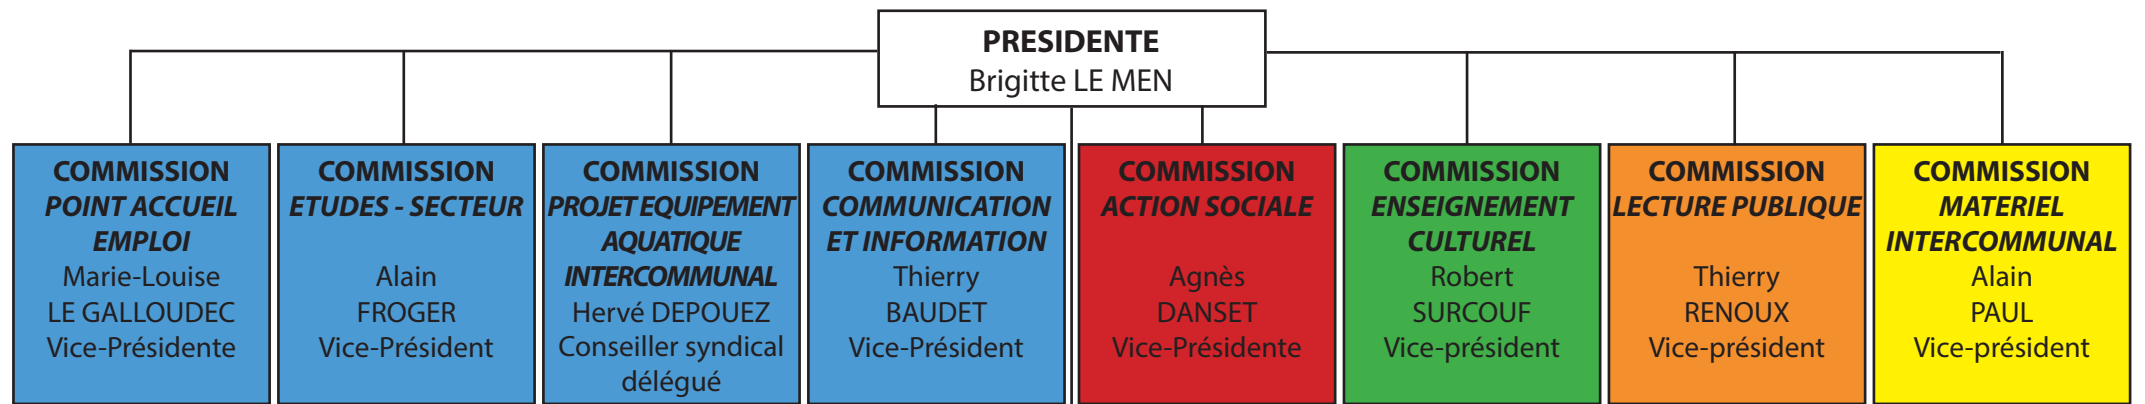 PRESIDENTE
Brigitte LE MEN
COMMISSION
POINT ACCUEIL
EMPLOI
Marie-Louise
LE GALLOUDEC
Vice-Présidente
COMMISSION
ETUDES - SECTEUR
Alain
FROGER
Vice-Président
COMMISSION
PROJET EQUIPEMENT
AQUATIQUE
INTERCOMMUNAL
Hervé DEPOUEZ
Conseiller syndical
délégué
COMMISSION
COMMUNICATION
ET INFORMATION
Thierry
BAUDET
Vice-Président
COMMISSION
ACTION SOCIALE
Agnès
DANSET
Vice-Présidente
COMMISSION
ENSEIGNEMENT
CULTUREL
Robert
SURCOUF
Vice-président
COMMISSION
LECTURE PUBLIQUE
Thierry
RENOUX
Vice-président
COMMISSION
MATERIEL
INTERCOMMUNAL
Alain
PAUL
Vice-président